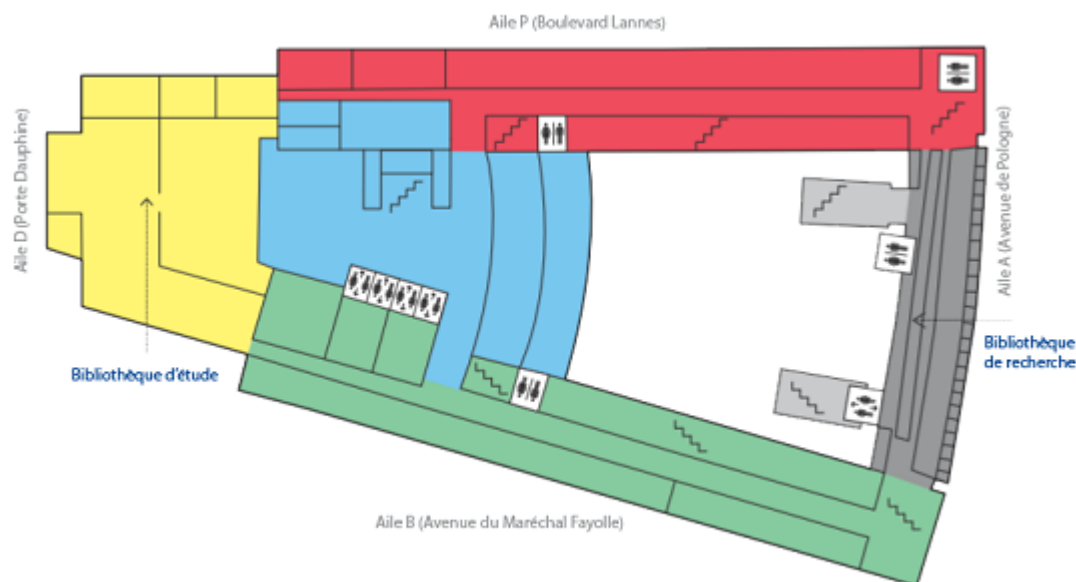 Aile P (Boulevard Lannes)
Aile D (Porte Dauphine)
Aile A (Avenue de Pologne)
Bibliothèque
de recherche
Bibliothèque d'étude
Aile B (Avenue du Maréchal Fayolle)